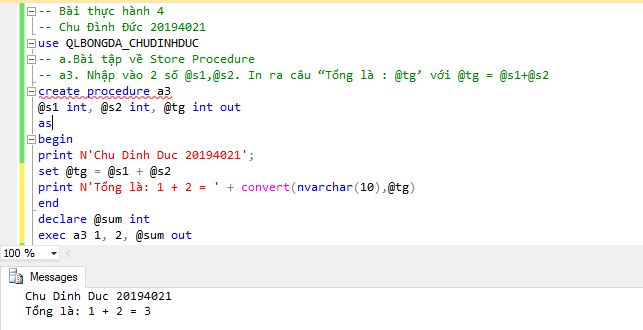 -- Bài thực hành 4
-- Chu Đình Đức 20194021
use QLBONGDA_CHUDINHDUC
-- a.Bài tập về Store Procedure
-- a3. Nhập vào 2 số @s1,@s2. In ra câu “Tổng là : @tg’ với @tg = @s1+@s2
create procedure a3
@s1 int, @s2 int, @tg int out
as
begin
print N'Chu Dinh Duc 20194021';
set @tg = @s1 + @s2
print N'Tổng là: 1 + 2 = ' + convert(nvarchar(10),@tg)
end
declare @sum int
exec a3 1, 2, @sum out
100 %
Messages
Chu Dinh Duc 20194021
Tổng là: 1 + 2 = 3